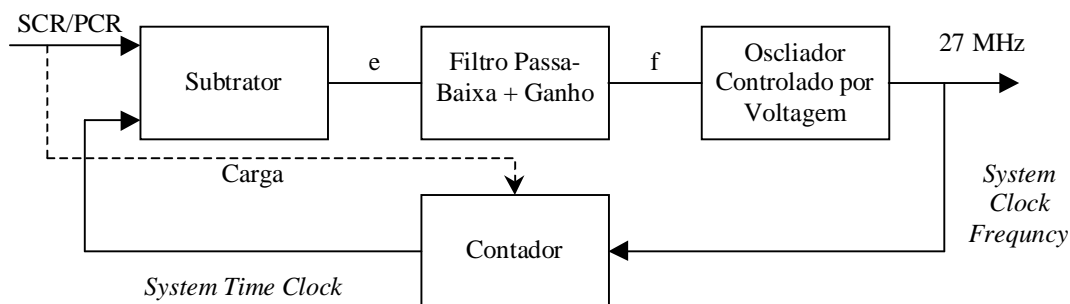 SCR/PCR
Subtrator
e
Filtro Passa-
Baixa + Ganho
f
Oscliador
Controlado por
Voltagem
27 MHz
Carga
Contador
System
Clock
Frequncy
System Time Clock